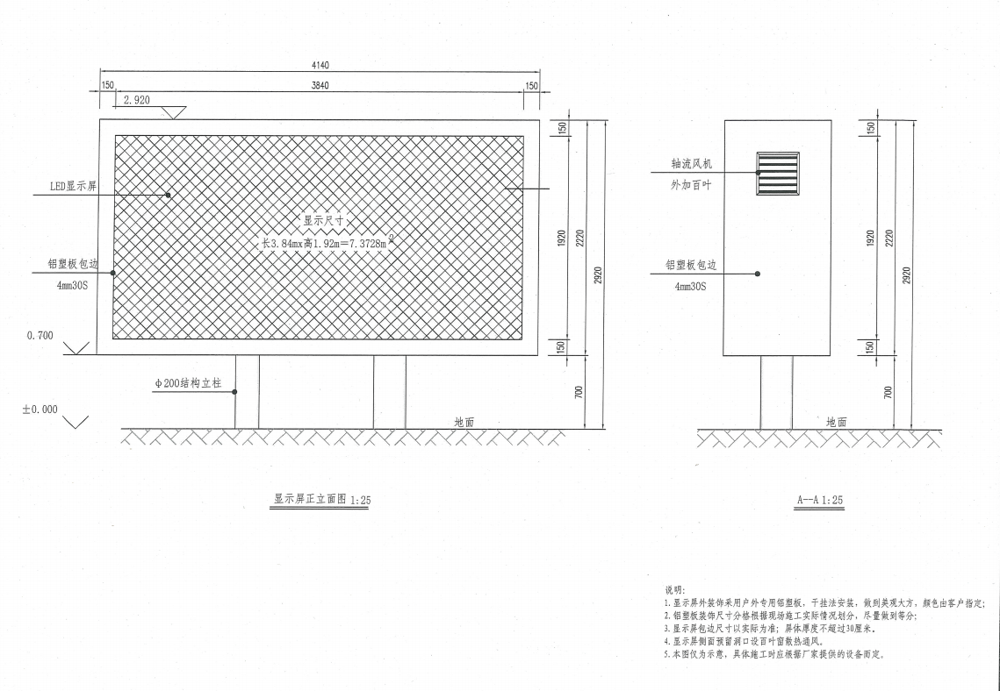 4140
150
3840
150
2.920
LED显示屏
显示尺寸
长3.84mx高1.92m=7.3728m²
铝塑板包边
4mm30S
0.700
φ200结构立柱
±0.000
地面
150
1920
2220
2920
150
700
显示屏正立面图 1:25
轴流风机
外加百叶
铝塑板包边
4mm30S
150
1920
2220
2920
150
700
地面
A--A 1:25
说明:
1. 显示屏外装饰采用户外专用铝塑板，干挂法安装，做到美观大方，颜色由客户指定;
2. 铝塑板装饰尺寸分格根据现场施工实际情况划分，尽量做到等分;
3. 显示屏包边尺寸以实际为准; 屏体厚度不超过30厘米。
4. 显示屏侧面预留洞口设百叶窗散热通风。
5. 本图仅为示意，具体施工时应根据厂家提供的设备而定。